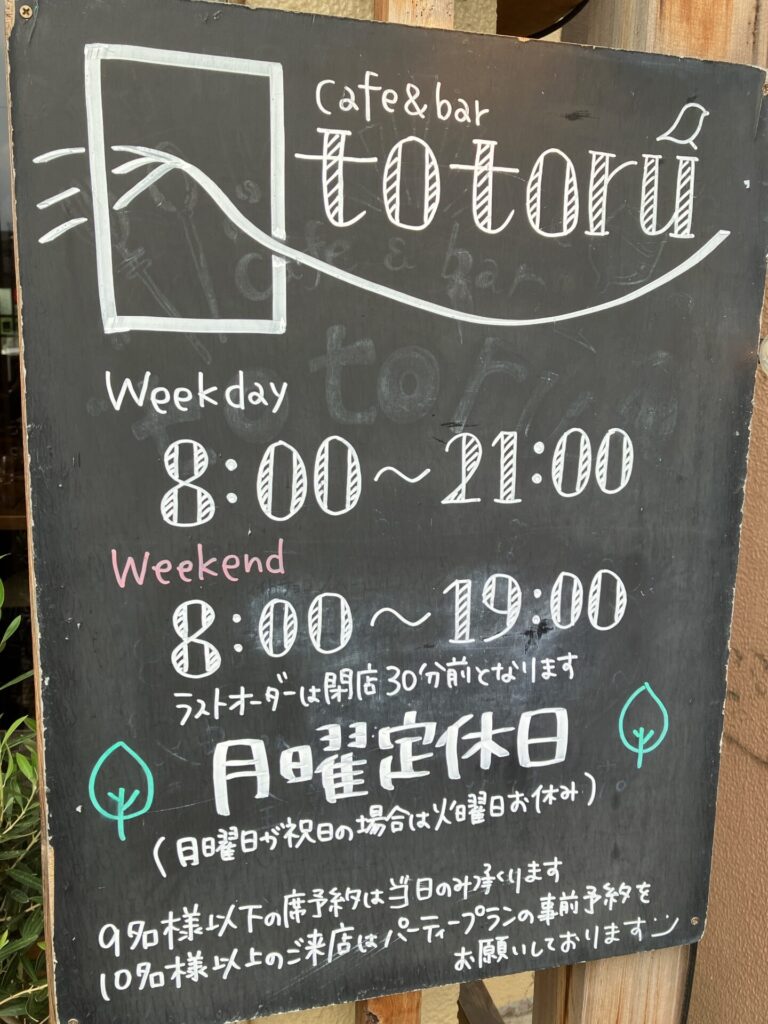 cafe&bar
totoru
Weekday
8:00～21:00
Weekend
8:00～19:00
ラストオーダーは閉店30分前となります
月曜定休日
(月曜日が祝日の場合は火曜日お休み)
9名様以下の席予約は当日のみ承くります
10名様以上のご来店はパーティープランの事前予約を
お願いしております